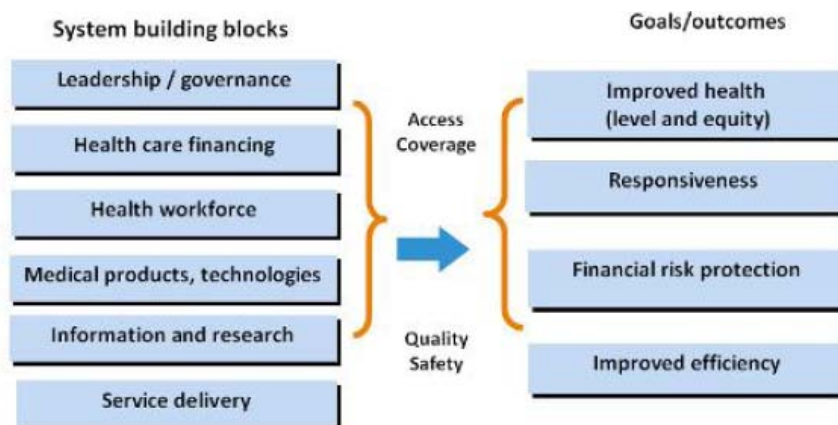 System building blocks
Leadership / governance
Health care financing
Health workforce
Medical products, technologies
Information and research
Service delivery
Access
Coverage
Quality
Safety
Goals/outcomes
Improved health
(level and equity)
Responsiveness
Financial risk protection
Improved efficiency